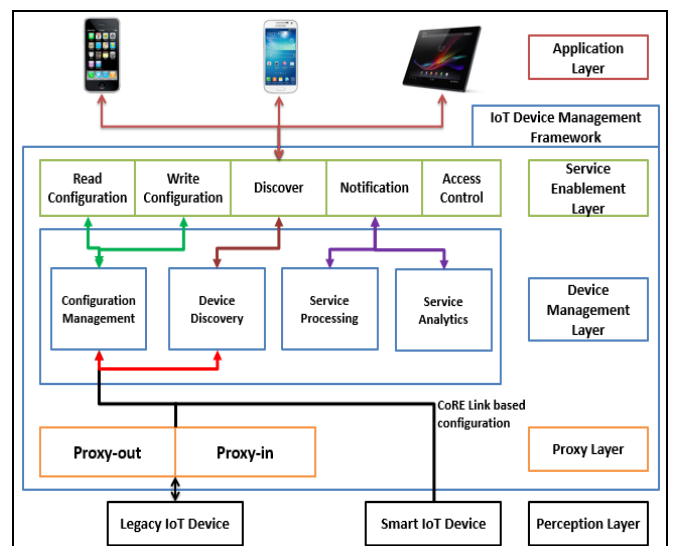 Application
Layer
IoT Device Management
Framework
Read
Configuration
Write
Configuration
Discover
Notification
Access
Control
Service
Enablement
Layer
Configuration
Management
Device
Discovery
Service
Processing
Service
Analytics
Device
Management
Layer
CoRE Link based
configuration
Proxy-out
Proxy-in
Proxy Layer
Legacy IoT Device
Smart IoT Device
Perception Layer